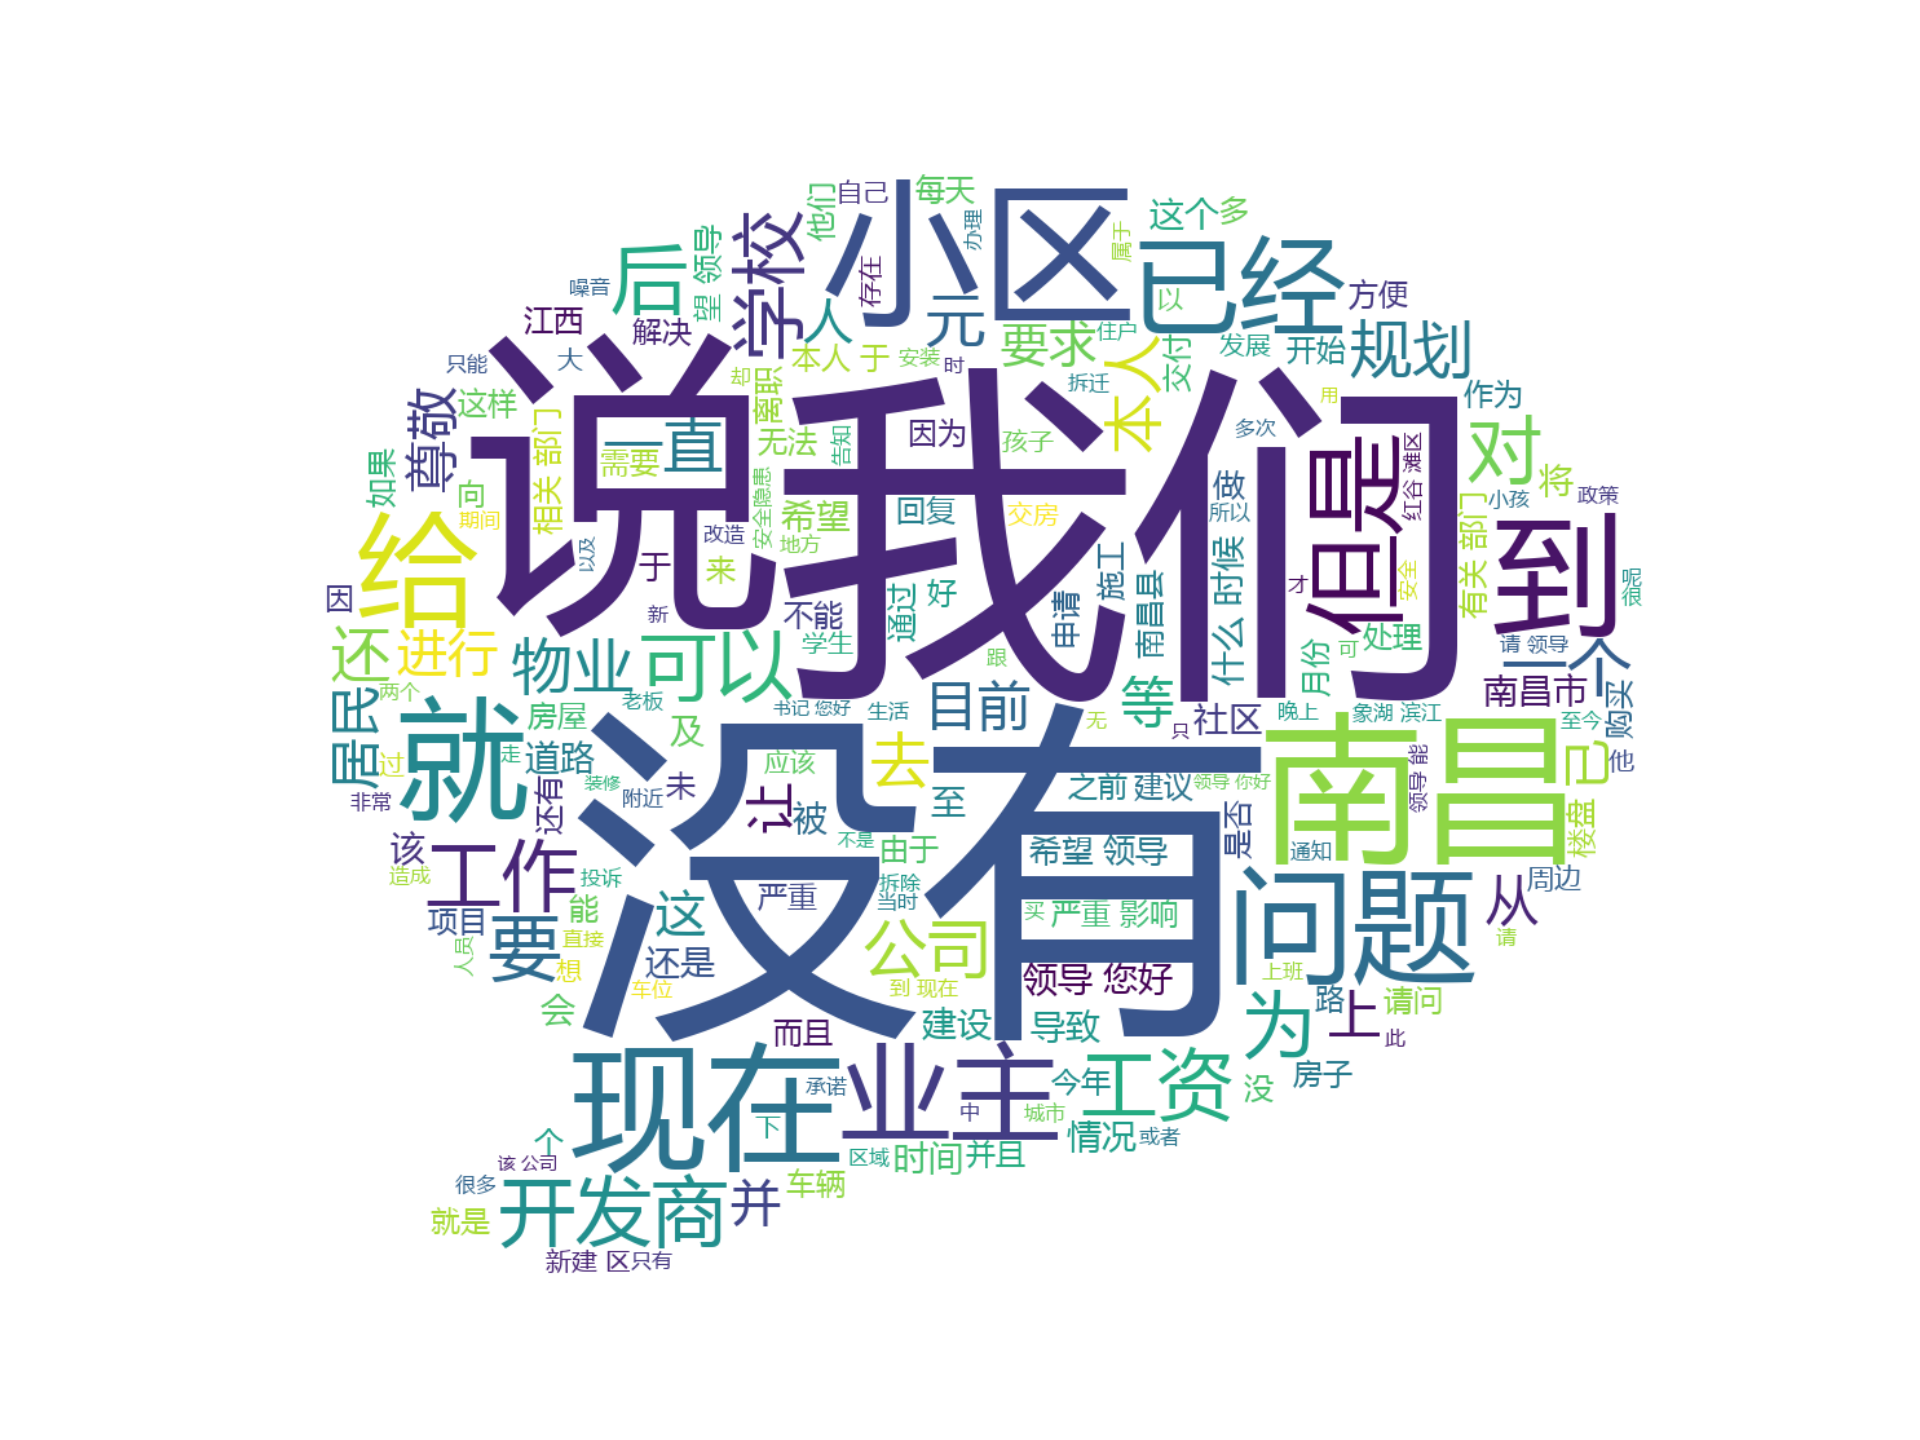 自己
每天
他们
办理
小区
这个
多
学校
后
望 领导
存在
属于
已经
以
噪音
江西
解决
人
元
要求
住户
方便
发展
开始
规划
只能
大
本人 于
安装
时
本人
交付
拆迁
用
作为
这样
尊敬
却
离职
说
我们
因为
孩子
多次
但是
红谷 滩区
对
将
如果
向
相关 部门
需要
一直
无法
告知
安全隐患
希望
回复
交房
做
所以
小孩
政策
期间
给
以及
改造
地方
于
来
施工
什么 时候
才
安全
有关 部门
到
呢
很
因
新
不能
通过
好
申请
南昌县
还
进行
物业
可以
学生
跟
月份
可
处理
请 领导
一个
居民
两个
老板
书记 您好
生活
目前
等
无
只
社区
晚上
象湖 滨江
南昌市
至今
购买
就
房屋
及
过
走
道路
应该
去
没有
南昌
领导 能
已
他
非常
还有
装修
附近
未
让
被
至
之前 建议
领导 你好
是否
楼盘
该
工作
不是
由于
希望 领导
通知
造成
投诉
严重
拆除
当时
问题
周边
项目
能
这
买
严重 影响
从
人员
要
直接
想
还是
公司
请
车位
到 现在
领导 您好
上班
会
而且
建设
导致
为
路
上
请问
此
现在
承诺
业主
今年
工资
没
房子
个
下
中
城市
情况
或者
该 公司
区域
时间
并且
很多
开发商
并
车辆
就是
新建 区
只有